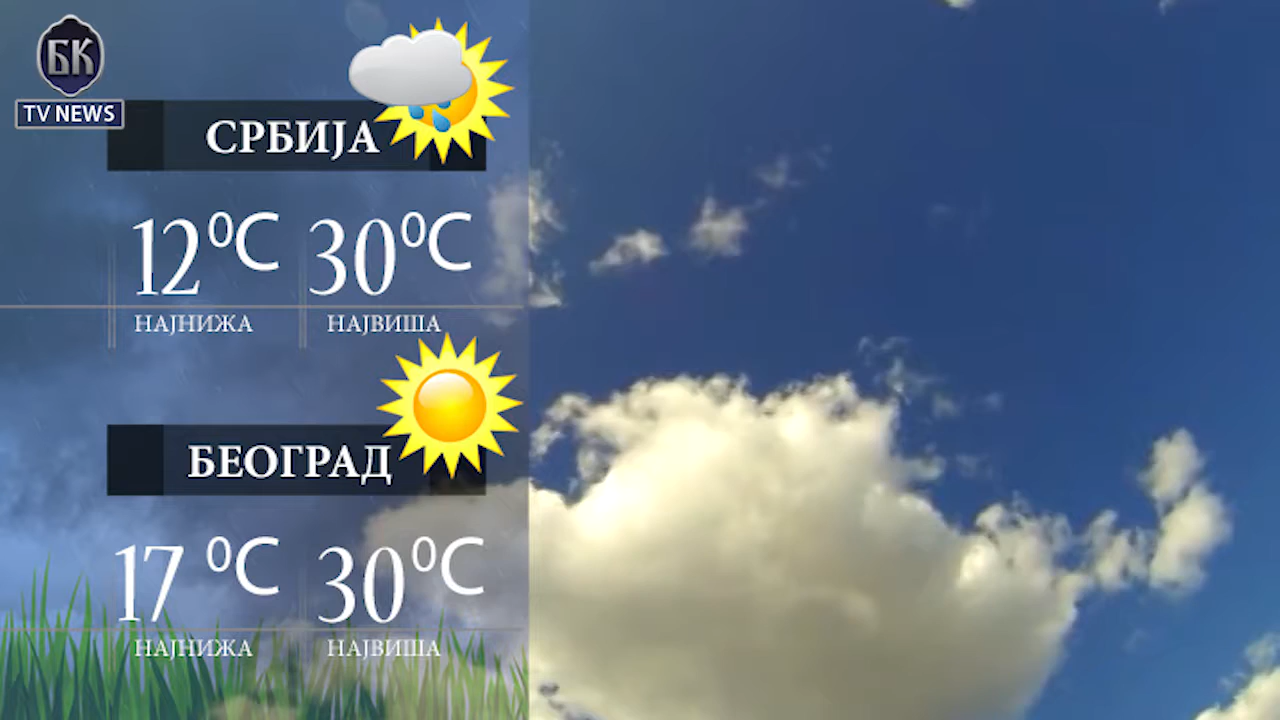 БК
TV NEWS
СРБИЈА
12°C 30°C
НАЈНИЖА НАЈВИША
БЕОГРАД
17 °C 30°C
НАЈНИЖА НАЈВИША